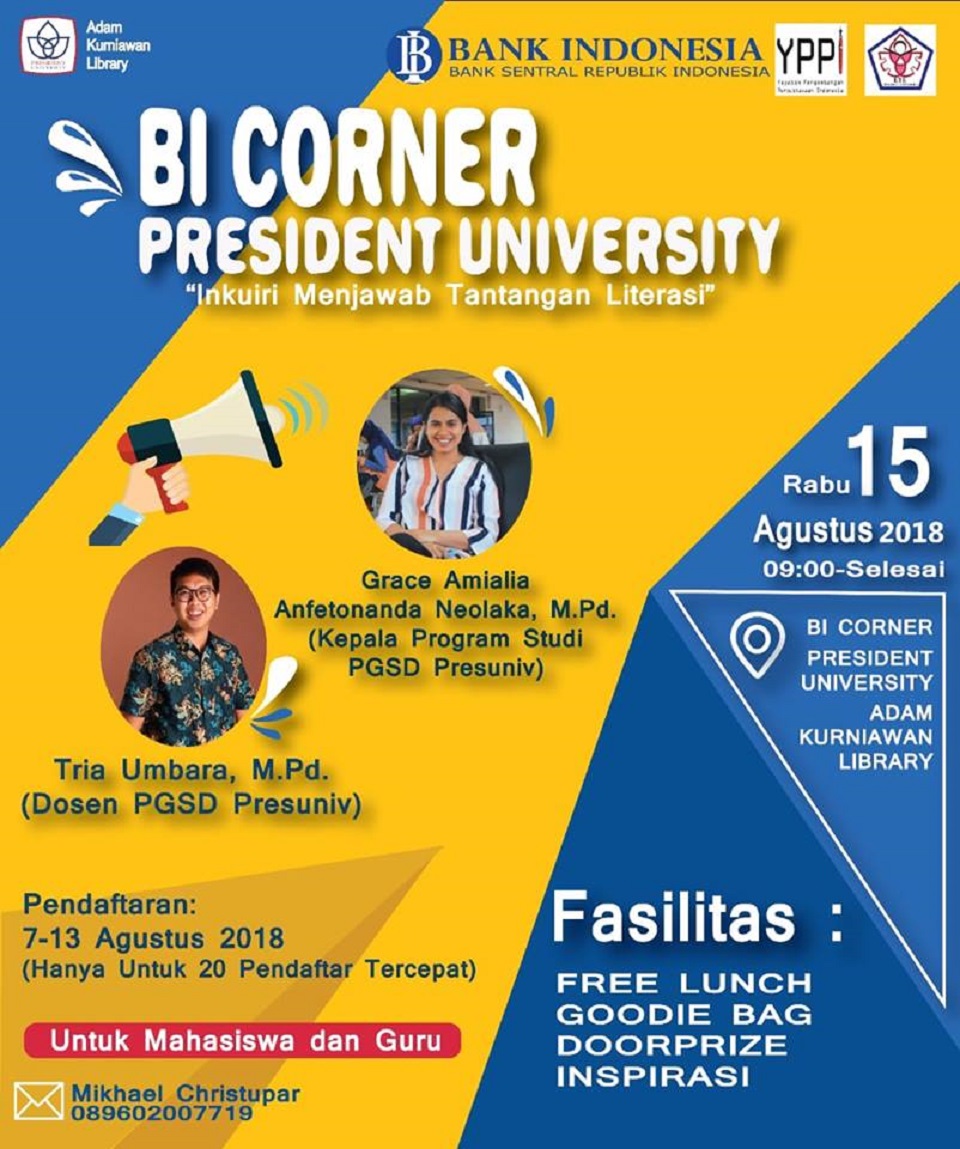 Adam
Kurniawan
Library
BANK INDONESIA
BANK SENTRAL REPUBLIK INDONESIA
YPPI
BI CORNER
PRESIDENT UNIVERSITY
“Inkuiri Menjawab Tantangan Literasi”
Grace Amialia
Anfetonanda Neolaka, M.Pd.
(Kepala Program Studi
PGSD Presuniv)
Tria Umbara, M.Pd.
(Dosen PGSD Presuniv)
Rabu 15
Agustus 2018
09:00-Selesai
BI CORNER
PRESIDENT
UNIVERSITY
ADAM
KURNIAWAN
LIBRARY
Pendaftaran:
7-13 Agustus 2018
(Hanya Untuk 20 Pendaftar Tercepat)
Untuk Mahasiswa dan Guru
Mikhael Christupar
089602007719
Fasilitas :
FREE LUNCH
GOODIE BAG
DOORPRIZE
INSPIRASI